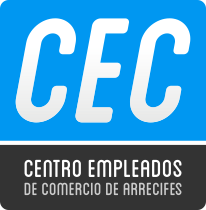 CEC
CENTRO EMPLEADOS
DE COMERCIO DE ARRECIFES